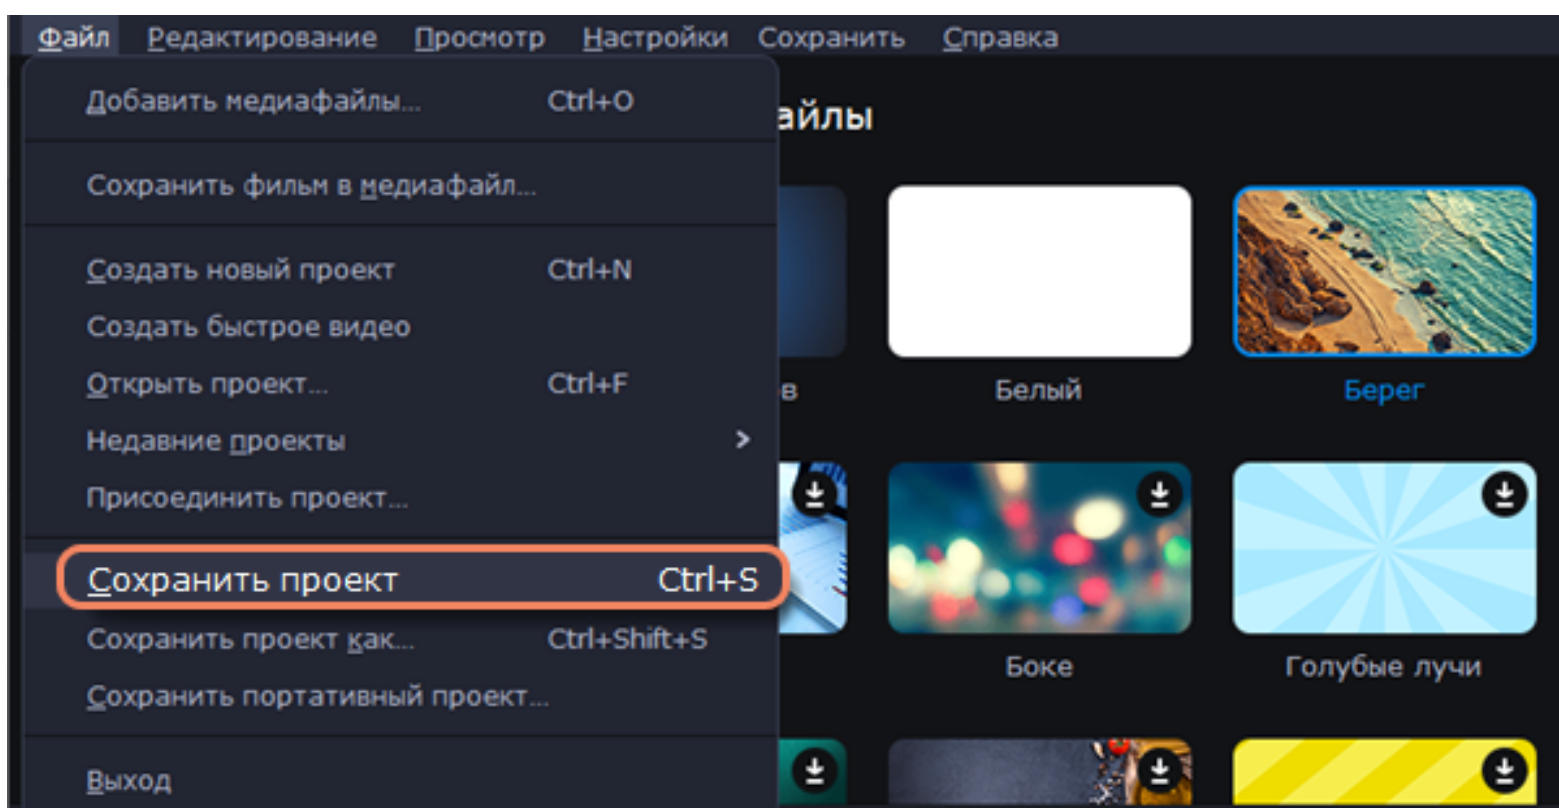 Файл Редактирование Просмотр Настройки Сохранить Справка
Добавить медиафайлы... Ctrl+O
Сохранить фильм в медиафайл...
Создать новый проект Ctrl+N
Создать быстрое видео
Открыть проект... Ctrl+F
Недавние проекты >
Присоединить проект...
Сохранить проект Ctrl+S
Сохранить проект как... Ctrl+Shift+S
Сохранить портативный проект...
Выход
айлы
в Белый Берег
Боке Голубые лучи